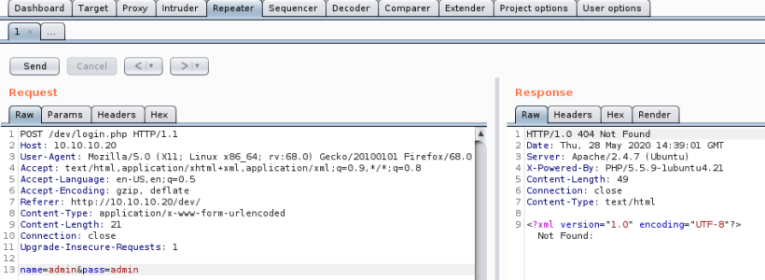 Dashboard Target Proxy Intruder Repeater Sequencer Decoder Comparer Extender Project options User options
1 × ...
Send Cancel < >
Request
Raw Params Headers Hex
1 POST /dev/login.php HTTP/1.1
2 Host: 10.10.10.20
3 User-Agent: Mozilla/5.0 (X11; Linux x86_64; rv:68.0) Gecko/20100101 Firefox/68.0
4 Accept: text/html,application/xhtml+xml,application/xml;q=0.9,*/*;q=0.8
5 Accept-Language: en-US,en;q=0.5
6 Accept-Encoding: gzip, deflate
7 Referer: http://10.10.10.20/dev/
8 Content-Type: application/x-www-form-urlencoded
9 Content-Length: 21
10 Connection: close
11 Upgrade-Insecure-Requests: 1
12
13 name=admin&pass=admin
Response
Raw Headers Hex Render
1 HTTP/1.0 404 Not Found
2 Date: Thu, 28 May 2020 14:39:01 GMT
3 Server: Apache/2.4.7 (Ubuntu)
4 X-Powered-By: PHP/5.5.9-1ubuntu4.21
5 Content-Length: 49
6 Connection: close
7 Content-Type: text/html
8
9 <?xml version="1.0" encoding="UTF-8"?>
Not Found: